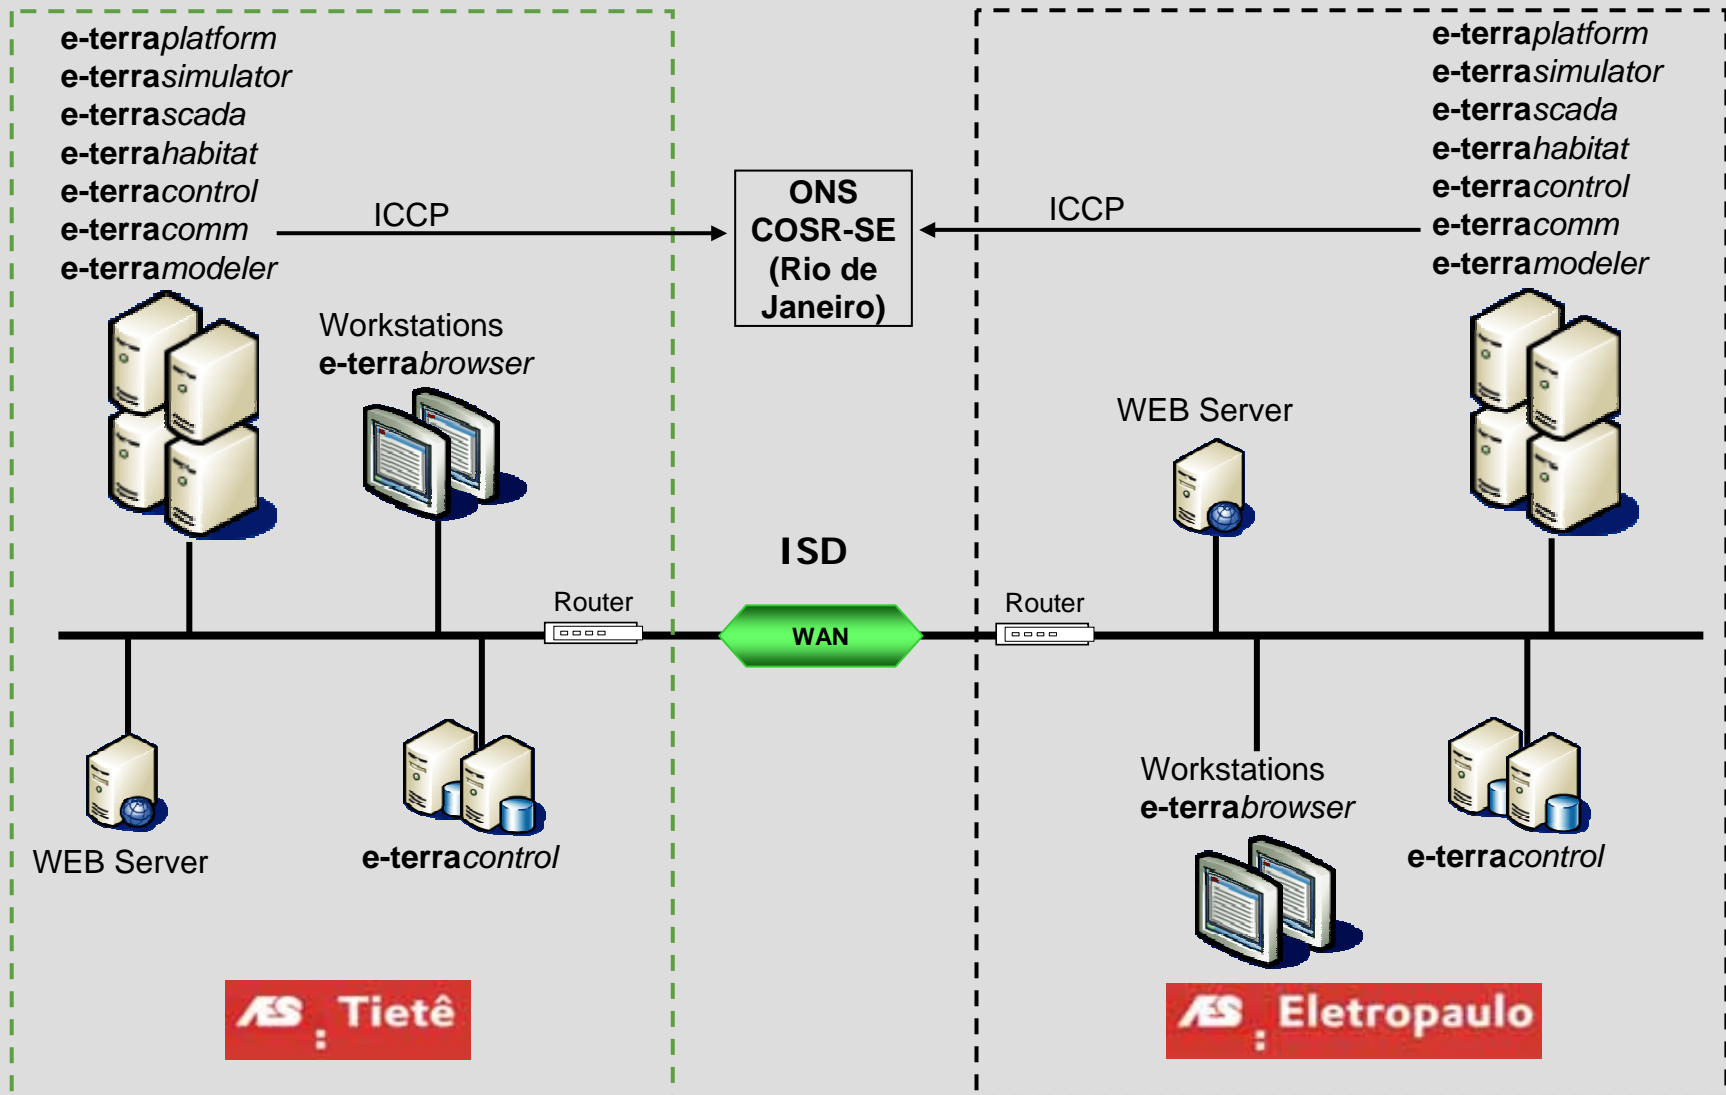 e-terraplatform
e-terrasimulator
e-terrascada
e-terrahabitat
e-terracontrol
e-terracomm
e-terramodeler
ICCP
Workstations
e-terrabrowser
Router
WEB Server
e-terracontrol
AES Tietê
ONS
COSR-SE
(Rio de
Janeiro)
ISD
WAN
e-terraplatform
e-terrasimulator
e-terrascada
e-terrahabitat
e-terracontrol
e-terracomm
e-terramodeler
ICCP
WEB Server
Router
Workstations
e-terrabrowser
e-terracontrol
AES Eletropaulo